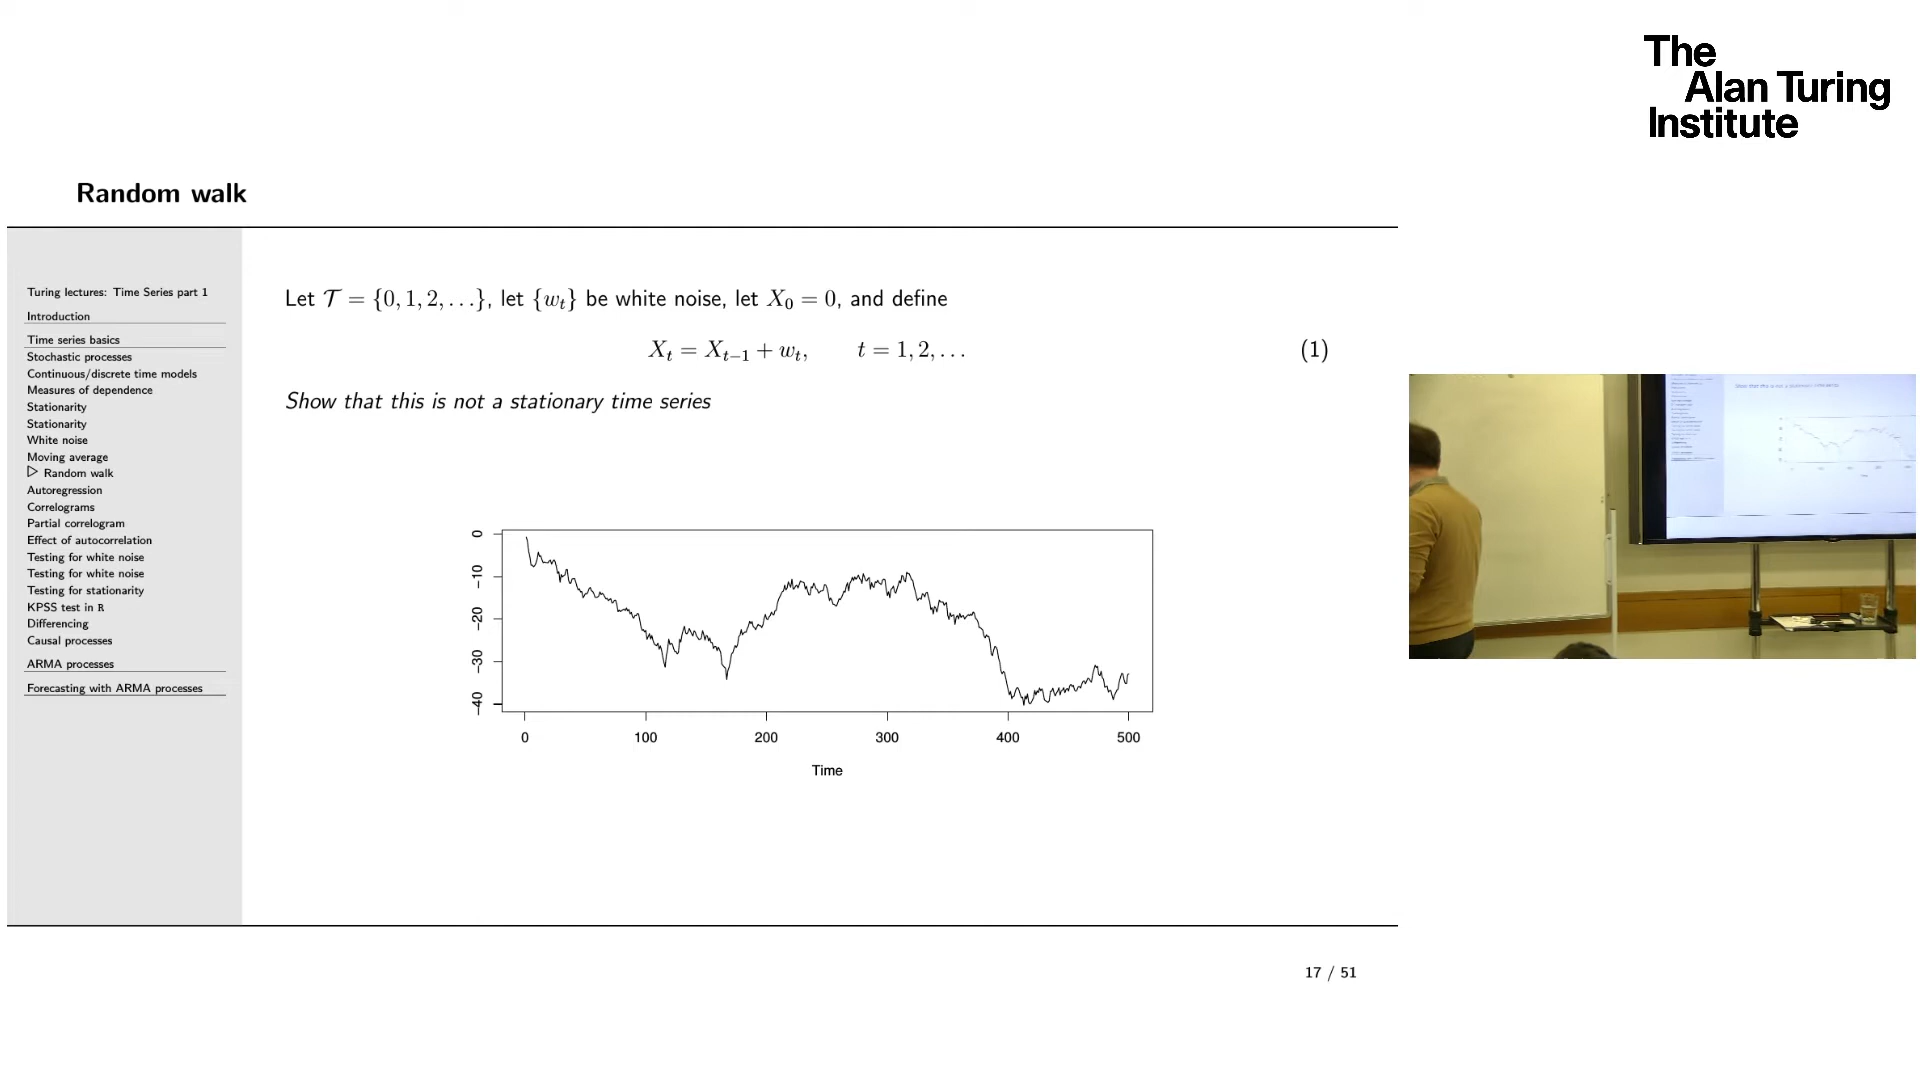 The
Alan Turing
Institute
Random walk
Turing lectures: Time Series part 1
Introduction
Time series basics
Stochastic processes
Continuous/discrete time models
Measures of dependence
Stationarity
Stationarity
White noise
Moving average
▷ Random walk
Autoregression
Correlograms
Partial correlogram
Effect of autocorrelation
Testing for white noise
Testing for white noise
Testing for stationarity
KPSS test in R
Differencing
Causal processes
ARMA processes
Forecasting with ARMA processes
Let 𝒯 = {0, 1, 2, . . .}, let {wₜ} be white noise, let X₀ = 0, and define
Xₜ = Xₜ₋₁ + wₜ, t = 1, 2, . . . (1)
Show that this is not a stationary time series
0
−10
−20
−30
−40
0 100 200 300 400 500
Time
17 / 51